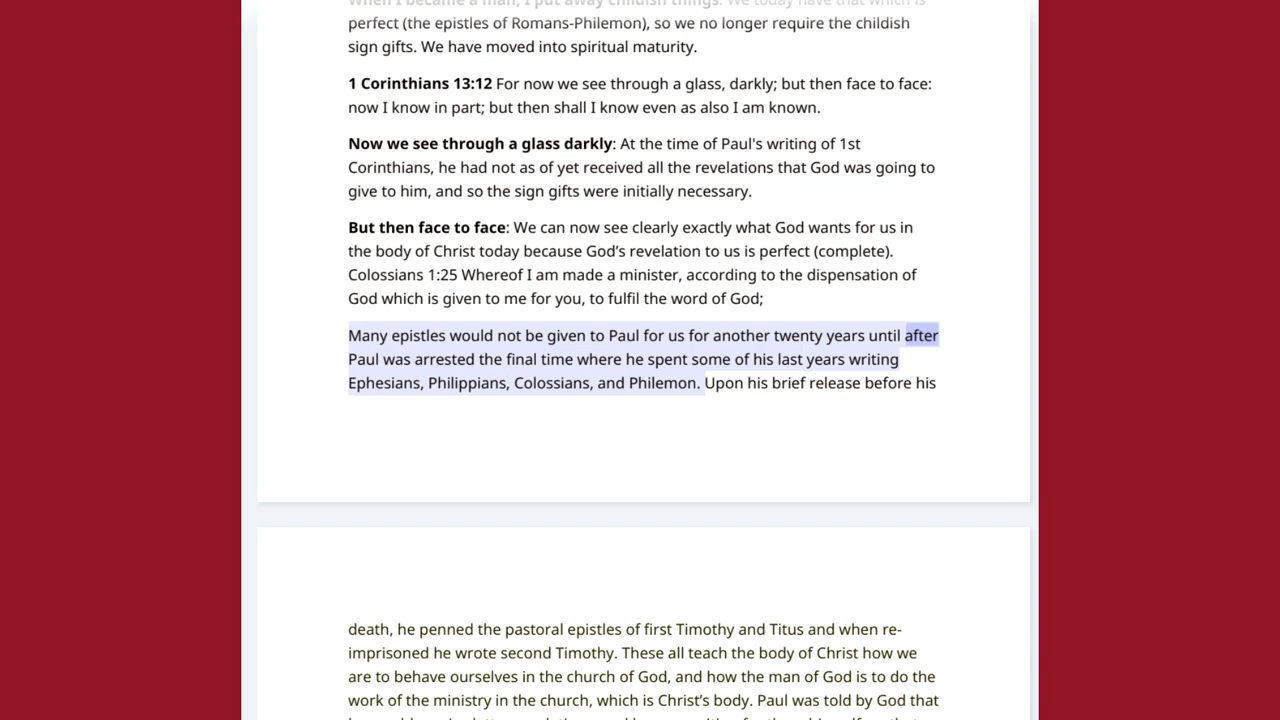 When I became a man, I put away childish things: We today have that which is
perfect (the epistles of Romans-Philemon), so we no longer require the childish
sign gifts. We have moved into spiritual maturity.
1 Corinthians 13:12 For now we see through a glass, darkly; but then face to face:
now I know in part; but then shall I know even as also I am known.
Now we see through a glass darkly: At the time of Paul's writing of 1st
Corinthians, he had not as of yet received all the revelations that God was going to
give to him, and so the sign gifts were initially necessary.
But then face to face: We can now see clearly exactly what God wants for us in
the body of Christ today because God’s revelation to us is perfect (complete).
Colossians 1:25 Whereof I am made a minister, according to the dispensation of
God which is given to me for you, to fulfil the word of God;
Many epistles would not be given to Paul for us for another twenty years until after
Paul was arrested the final time where he spent some of his last years writing
Ephesians, Philippians, Colossians, and Philemon. Upon his brief release before his
death, he penned the pastoral epistles of first Timothy and Titus and when re-
imprisoned he wrote second Timothy. These all teach the body of Christ how we
are to behave ourselves in the church of God, and how the man of God is to do the
work of the ministry in the church, which is Christ’s body. Paul was told by God that